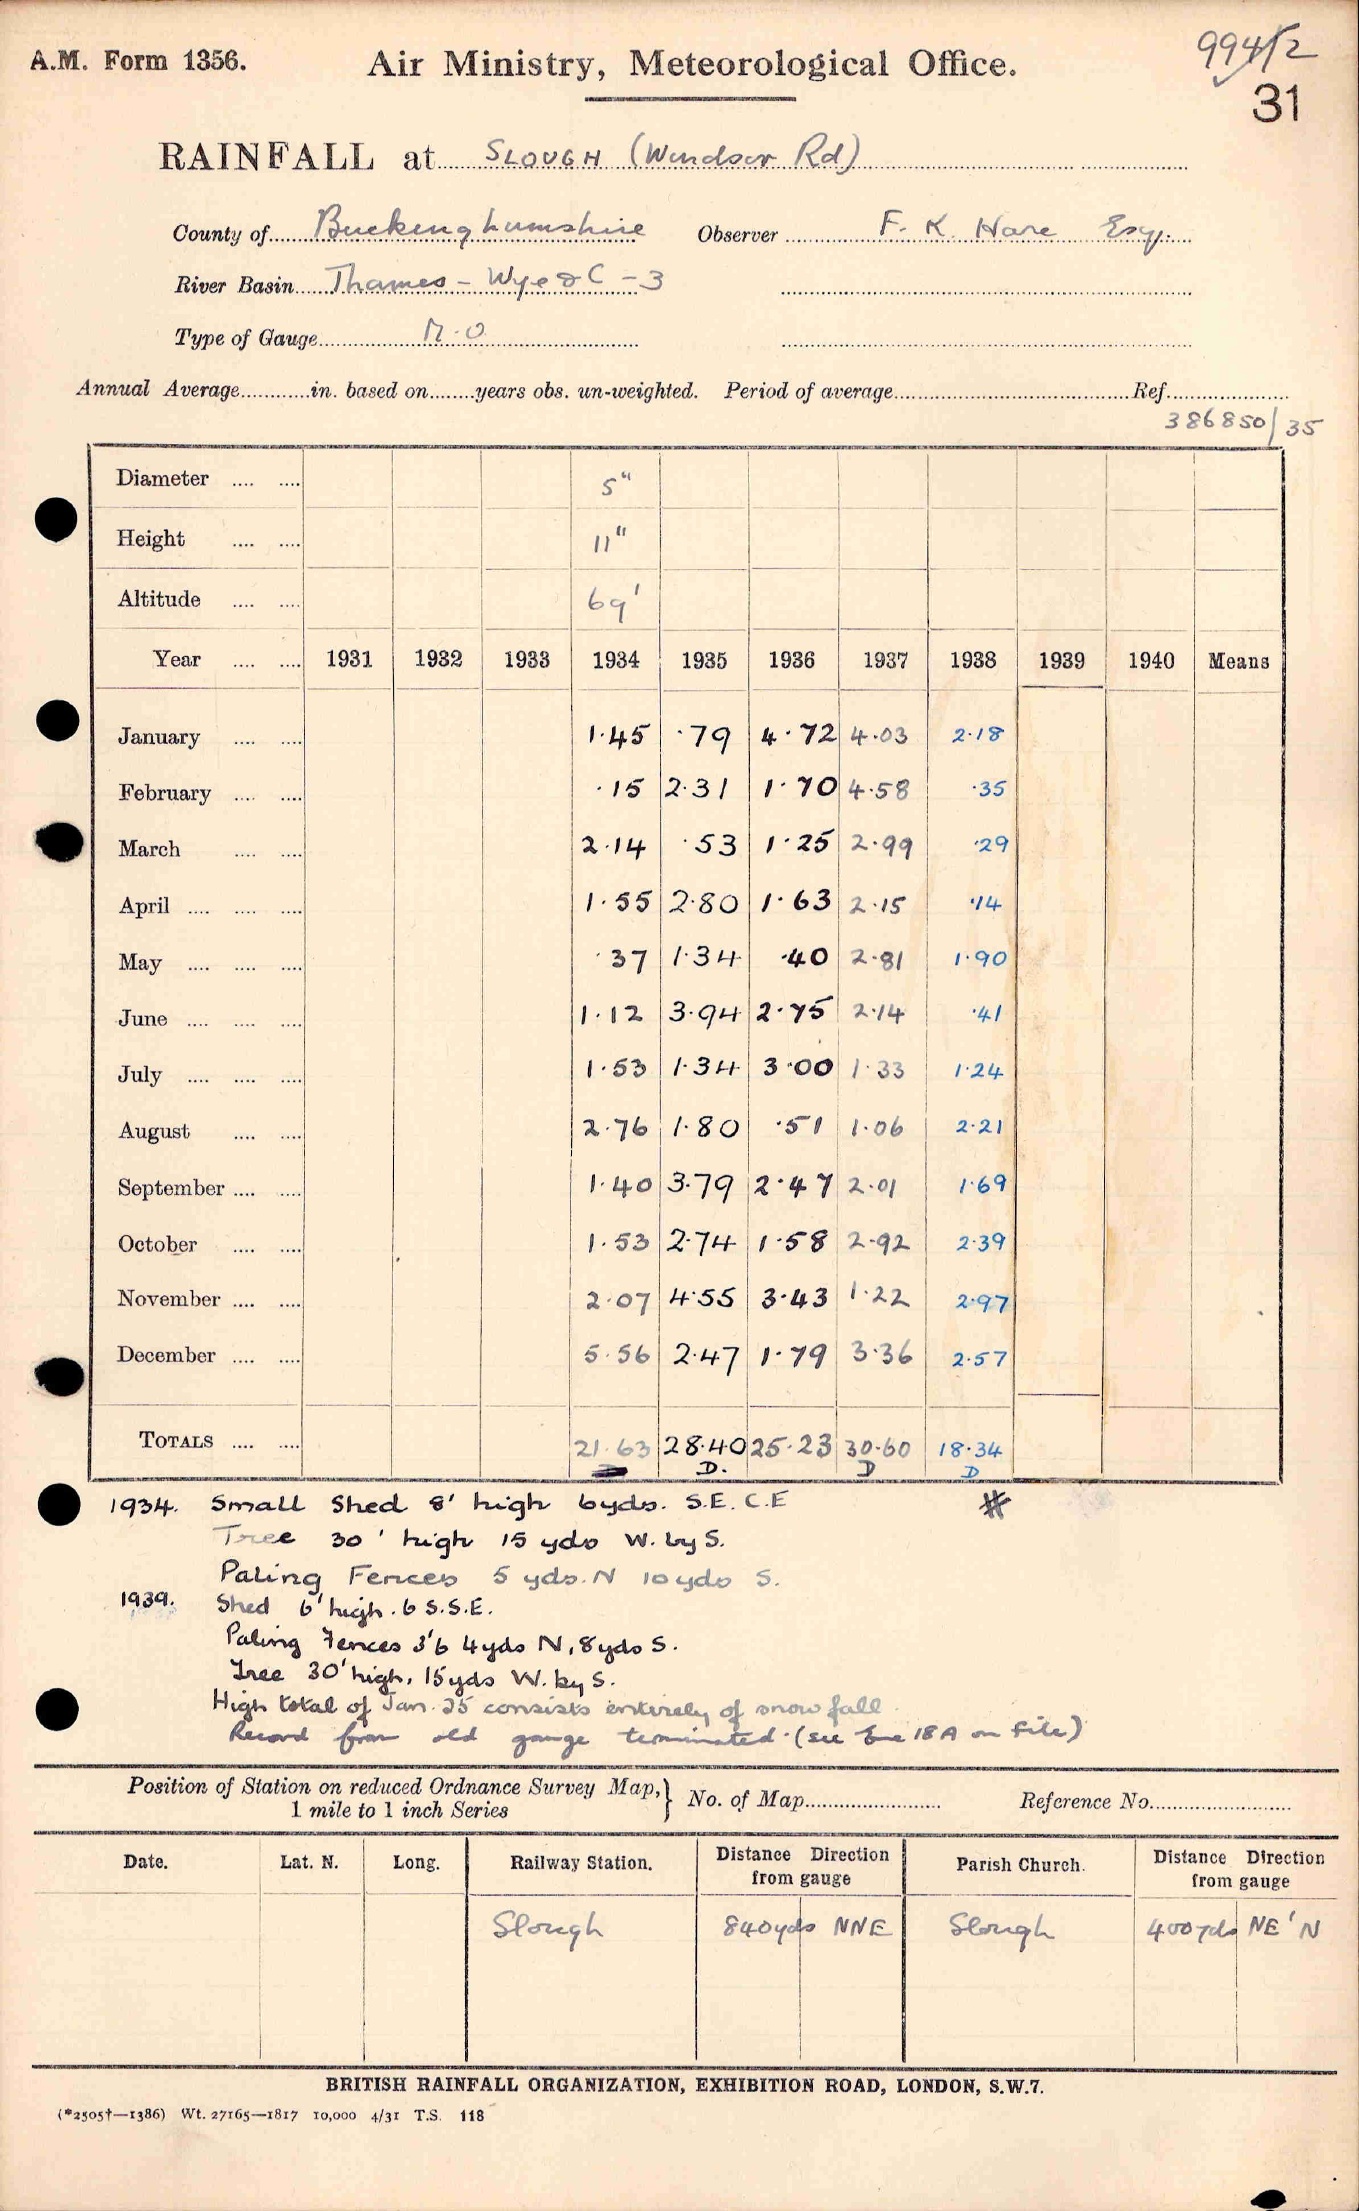 A.M. Form 1356.
Air Ministry, Meteorological Office.
994/2
31
RAINFALL at SLOUGH (Windsor Rd)
County of Buckinghamshire Observer F. K. Hare Esq.
River Basin Thames - Wye & C - 3
Type of Gauge M.O
Annual Average in. based on years obs. un-weighted. Period of average Ref.
386850/35
Diameter 5"
Height 11"
Altitude 69'
Year 1931 1932 1933 1934 1935 1936 1937 1938 1939 1940 Means
January 1.45 .79 4.72 4.03 2.18
February .15 2.31 1.70 4.58 .35
March 2.14 .53 1.25 2.99 .29
April 1.55 2.80 1.63 2.15 .14
May .37 1.34 .40 2.81 1.90
June 1.12 3.94 2.75 2.14 .41
July 1.53 1.34 3.00 1.33 1.24
August 2.76 1.80 .51 1.06 2.21
September 1.40 3.79 2.47 2.01 1.69
October 1.53 2.74 1.58 2.92 2.39
November 2.07 4.55 3.43 1.22 2.97
December 5.56 2.47 1.79 3.36 2.57
TOTALS 21.63 28.40 25.23 30.60 18.34
D. D D
1934. Small Shed 8' high 6yds. S.E. C.E
Tree 30' high 15 yds W. by S.
Paling Fences 5 yds. N 10 yds S.
1939. Shed 6' high. 6 S.S.E.
Paling Fences 3'6 4yds N, 8yds S.
Tree 30' high, 15yds W. by S.
High total of Jan. 35 consists entirely of snow fall
Record from old gauge terminated. (see Enc 18A on File)
Position of Station on reduced Ordnance Survey Map, } No. of Map Reference No.
1 mile to 1 inch Series
Date. Lat. N. Long. Railway Station. Distance Direction from gauge Parish Church. Distance Direction from gauge
Slough 840yds NNE Slough 400yds NE'N
BRITISH RAINFALL ORGANIZATION, EXHIBITION ROAD, LONDON, S.W.7.
(*2505†—1386) Wt. 27165—1817 10,000 4/31 T.S. 118